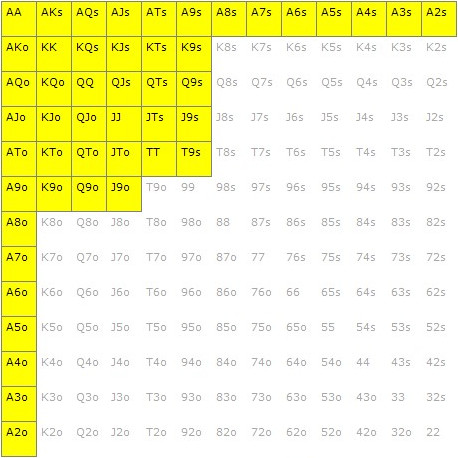 AA AKs AQs AJs ATs A9s A8s A7s A6s A5s A4s A3s A2s
AKo KK KQs KJs KTs K9s K8s K7s K6s K5s K4s K3s K2s
AQo KQo QQ QJs QTs Q9s Q8s Q7s Q6s Q5s Q4s Q3s Q2s
AJo KJo QJo JJ JTs J9s J8s J7s J6s J5s J4s J3s J2s
ATo KTo QTo JTo TT T9s T8s T7s T6s T5s T4s T3s T2s
A9o K9o Q9o J9o T9o 99 98s 97s 96s 95s 94s 93s 92s
A8o K8o Q8o J8o T8o 98o 88 87s 86s 85s 84s 83s 82s
A7o K7o Q7o J7o T7o 97o 87o 77 76s 75s 74s 73s 72s
A6o K6o Q6o J6o T6o 96o 86o 76o 66 65s 64s 63s 62s
A5o K5o Q5o J5o T5o 95o 85o 75o 65o 55 54s 53s 52s
A4o K4o Q4o J4o T4o 94o 84o 74o 64o 54o 44 43s 42s
A3o K3o Q3o J3o T3o 93o 83o 73o 63o 53o 43o 33 32s
A2o K2o Q2o J2o T2o 92o 82o 72o 62o 52o 42o 32o 22